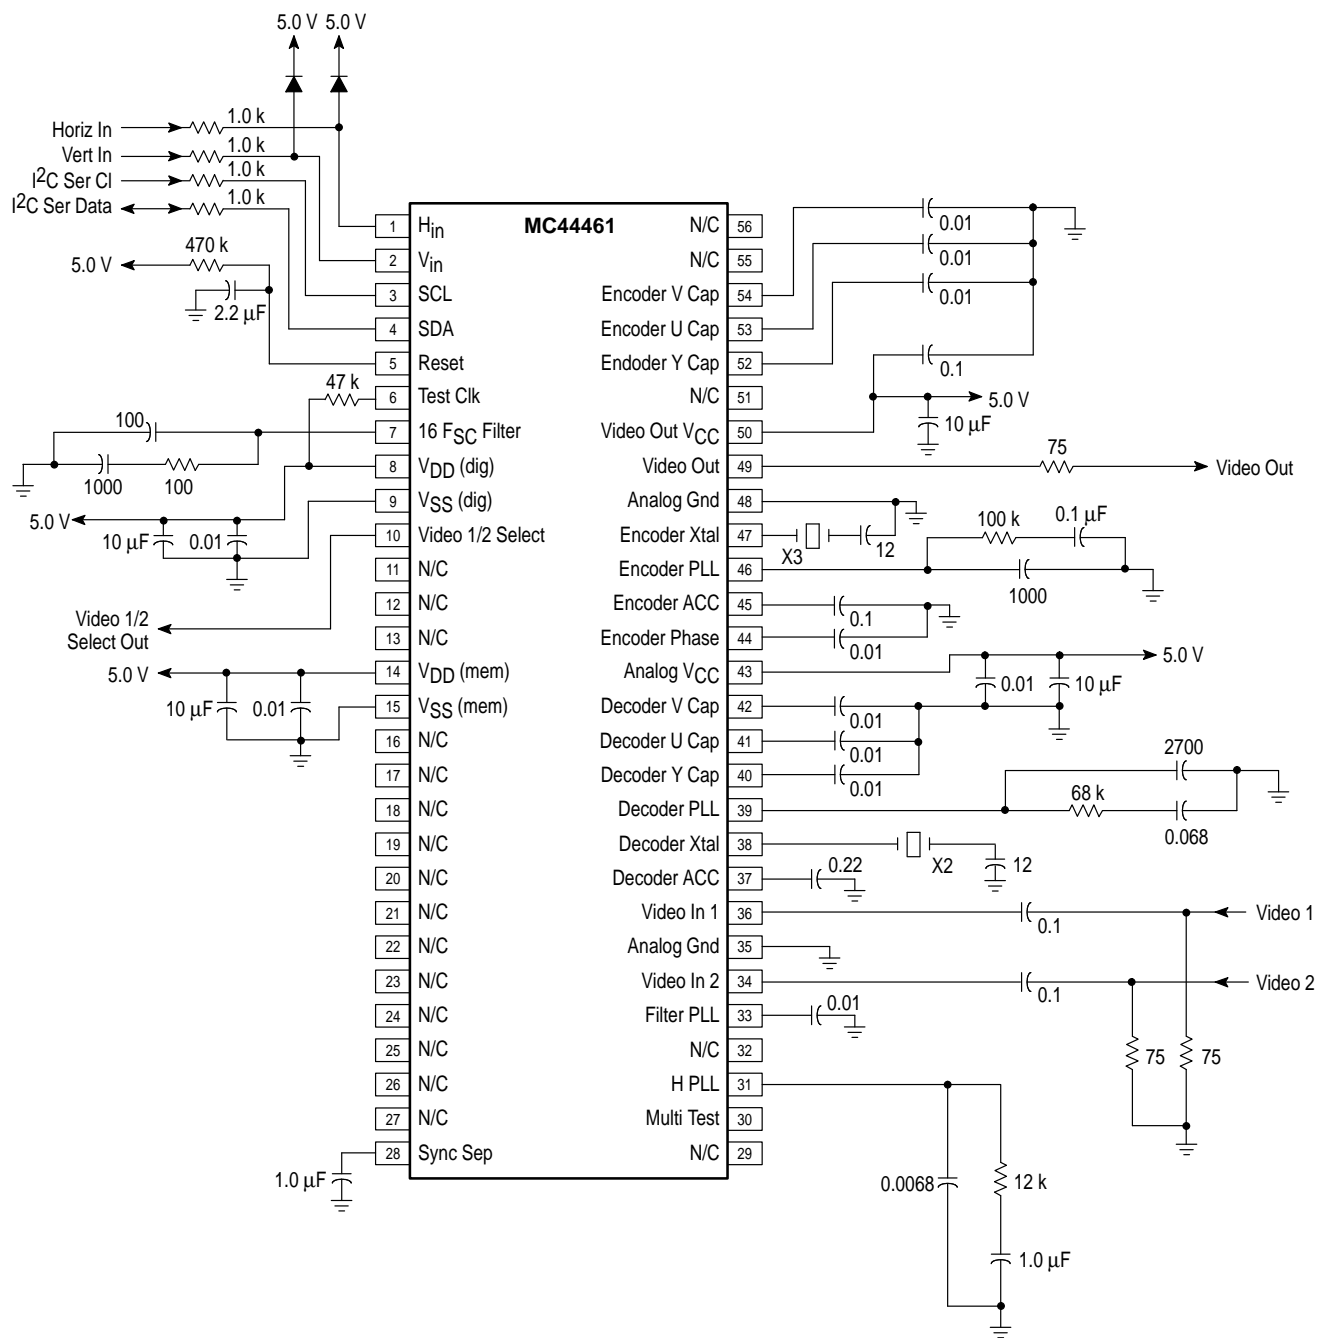 5.0 V 5.0 V
Horiz In
1.0 k
Vert In
1.0 k
I2C Ser Cl
1.0 k
I2C Ser Data
1.0 k
470 k
5.0 V
2.2 μF
47 k
100
1000
100
5.0 V
10 μF
0.01
Video 1/2
Select Out
5.0 V
10 μF
0.01
1.0 μF
MC44461
1 Hin
2 Vin
3 SCL
4 SDA
5 Reset
6 Test Clk
7 16 FSC Filter
8 VDD (dig)
9 VSS (dig)
10 Video 1/2 Select
11 N/C
12 N/C
13 N/C
14 VDD (mem)
15 VSS (mem)
16 N/C
17 N/C
18 N/C
19 N/C
20 N/C
21 N/C
22 N/C
23 N/C
24 N/C
25 N/C
26 N/C
27 N/C
28 Sync Sep
N/C 56
N/C 55
Encoder V Cap 54
Encoder U Cap 53
Endoder Y Cap 52
N/C 51
Video Out VCC 50
Video Out 49
Analog Gnd 48
Encoder Xtal 47
Encoder PLL 46
Encoder ACC 45
Encoder Phase 44
Analog VCC 43
Decoder V Cap 42
Decoder U Cap 41
Decoder Y Cap 40
Decoder PLL 39
Decoder Xtal 38
Decoder ACC 37
Video In 1 36
Analog Gnd 35
Video In 2 34
Filter PLL 33
N/C 32
H PLL 31
Multi Test 30
N/C 29
0.01
0.01
0.01
0.1
5.0 V
10 μF
75
Video Out
X3
12
100 k
0.1 μF
1000
0.1
0.01
5.0 V
0.01
10 μF
0.01
0.01
0.01
2700
68 k
0.068
X2
12
0.22
Video 1
0.1
Video 2
0.1
0.01
75
75
0.0068
12 k
1.0 μF